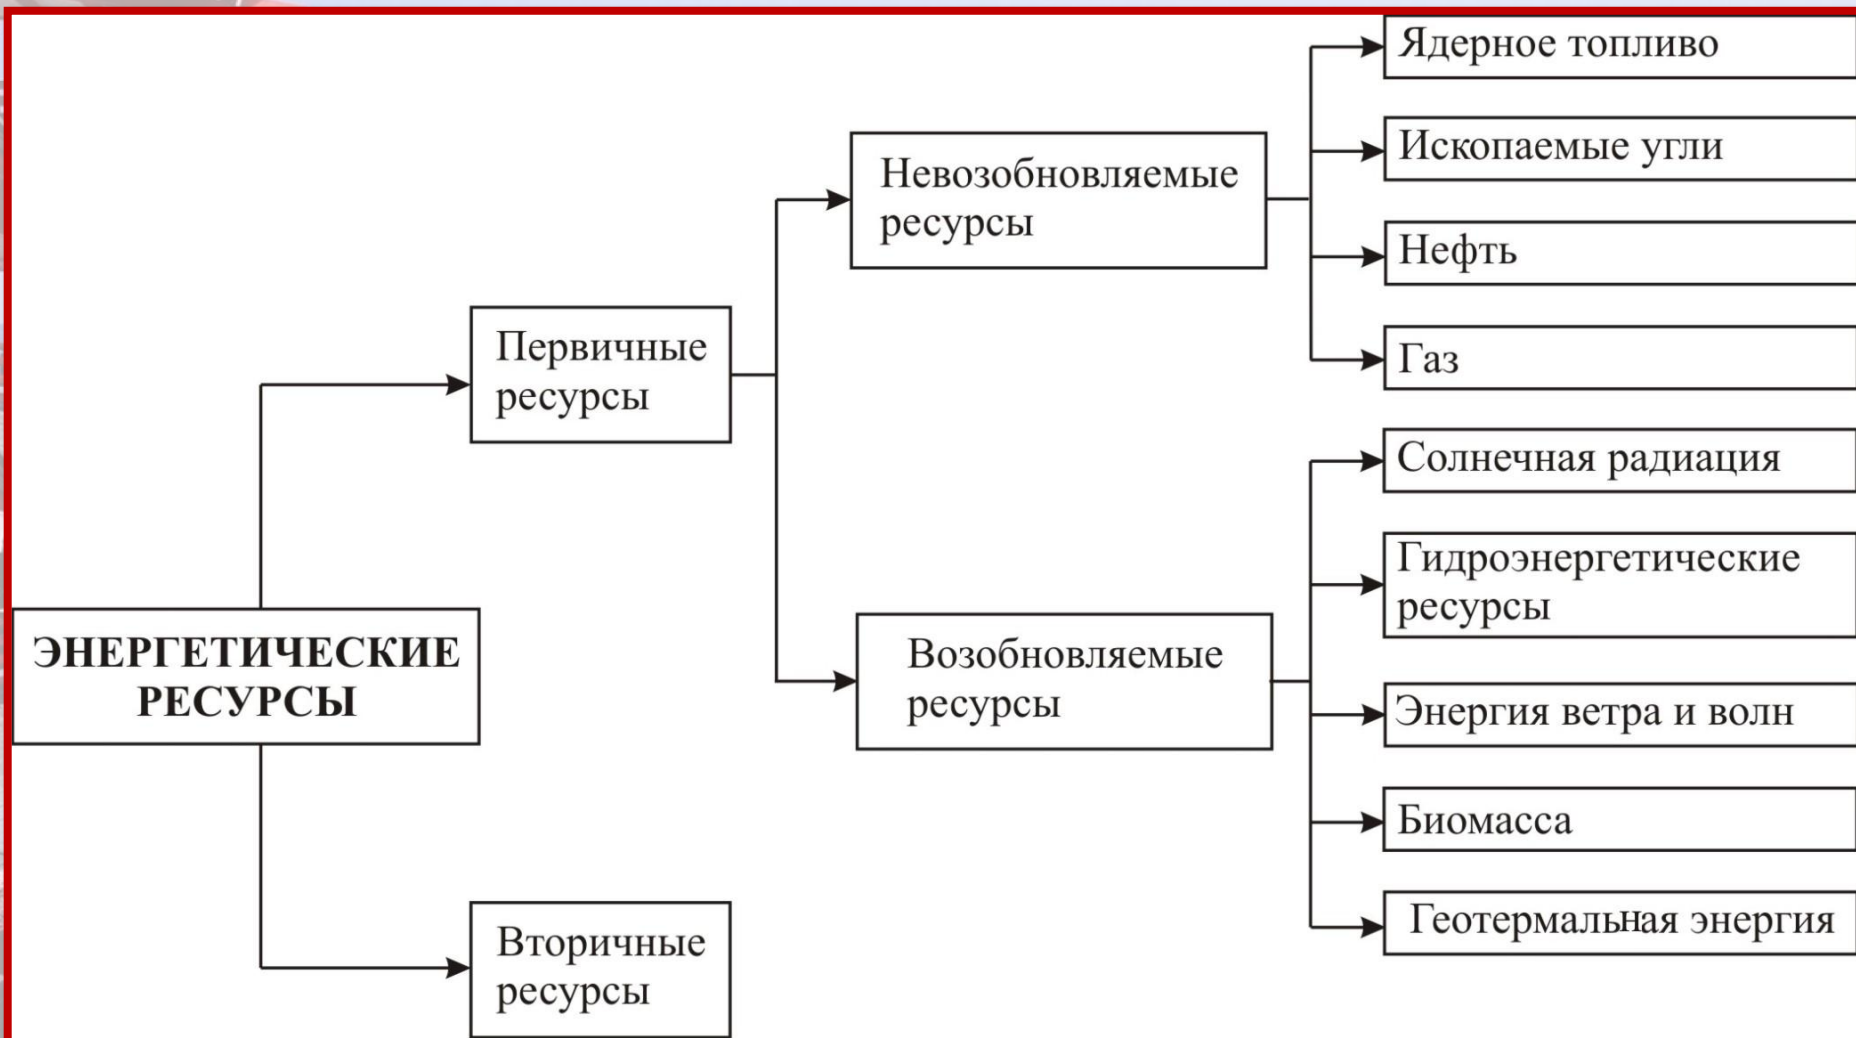 Ядерное топливо
Ископаемые угли
Невозобновляемые
ресурсы
Нефть
Газ
Первичные
ресурсы
Солнечная радиация
Гидроэнергетические
ресурсы
ЭНЕРГЕТИЧЕСКИЕ
РЕСУРСЫ
Возобновляемые
ресурсы
Энергия ветра и волн
Биомасса
Геотермальная энергия
Вторичные
ресурсы